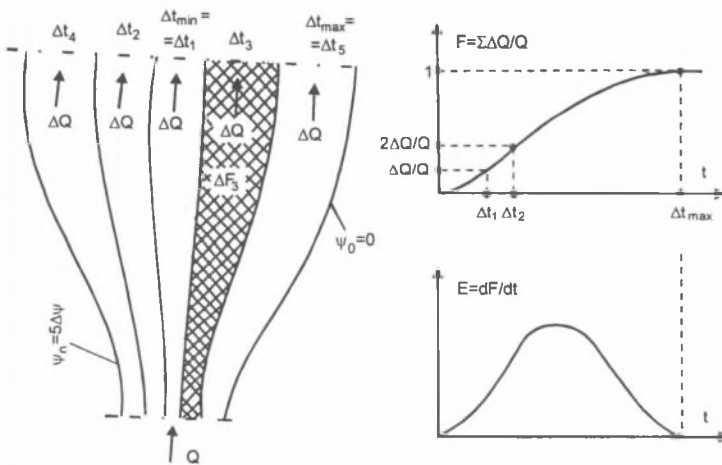 Δt₄
Δt₂
Δtmin=
=Δt₁
Δt₃
Δtmax=
=Δt₅
ΔQ
ΔQ
ΔQ
ΔQ
ΔQ
ΔF₃
ψ₀=0
ψₙ=5Δψ
Q
F=ΣΔQ/Q
1
2ΔQ/Q
ΔQ/Q
t
Δt₁ Δt₂
Δtmax
E=dF/dt
t